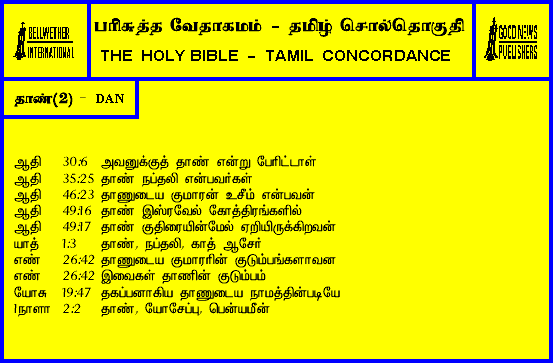 BELLWETHER
INTERNATIONAL
பரிசுத்த வேதாகமம் - தமிழ் சொல்தொகுதி
THE HOLY BIBLE - TAMIL CONCORDANCE
GOOD NEWS
PUBLISHERS
தாண்(2) - DAN
ஆதி 30:6 அவனுக்குத் தாண் என்று பேரிட்டாள்
ஆதி 35:25 தாண் நப்தலி என்பவர்கள்
ஆதி 46:23 தாணுடைய குமாரன் உசீம் என்பவன்
ஆதி 49:16 தாண் இஸ்ரவேல் கோத்திரங்களில்
ஆதி 49:17 தாண் குதிரையின்மேல் ஏறியிருக்கிறவன்
யாத் 1:3 தாண், நப்தலி, காத் ஆசேர்
எண் 26:42 தாணுடைய குமாரரின் குடும்பங்களாவன
எண் 26:42 இவைகள் தாணின் குடும்பம்
யோசு 19:47 தகப்பனாகிய தாணுடைய நாமத்தின்படியே
1நாளா 2:2 தாண், யோசேப்பு, பென்யமீன்